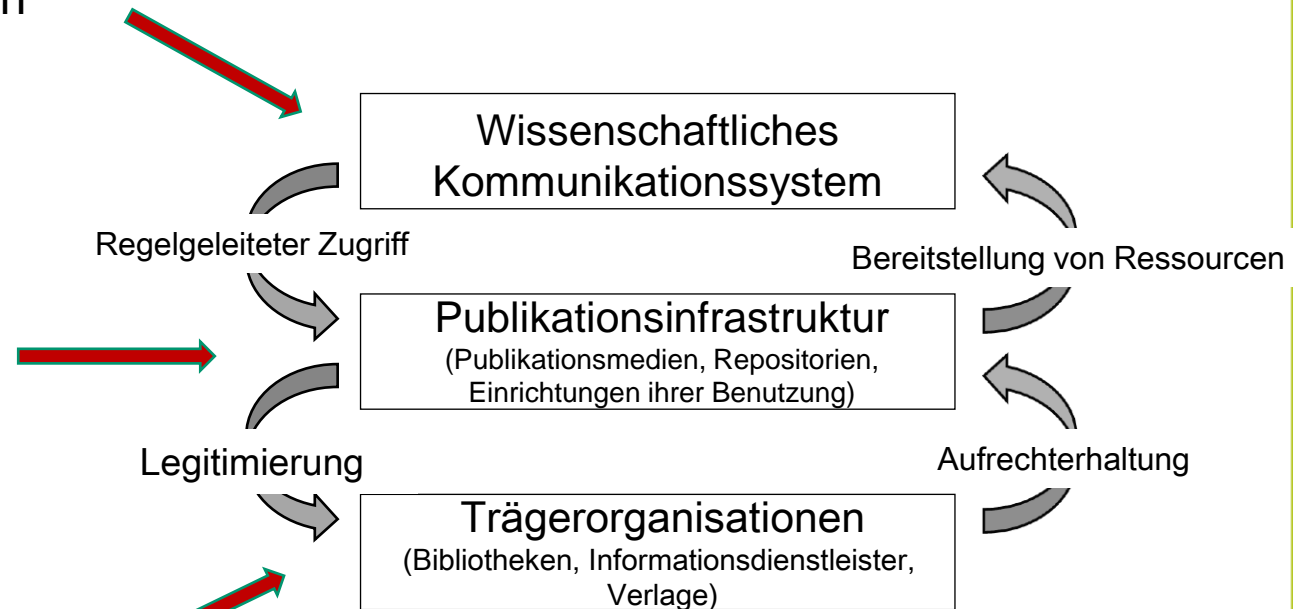 n
Wissenschaftliches
Kommunikationssystem
Regelgeleiteter Zugriff
Bereitstellung von Ressourcen
Publikationsinfrastruktur
(Publikationsmedien, Repositorien,
Einrichtungen ihrer Benutzung)
Legitimierung
Aufrechterhaltung
Trägerorganisationen
(Bibliotheken, Informationsdienstleister,
Verlage)